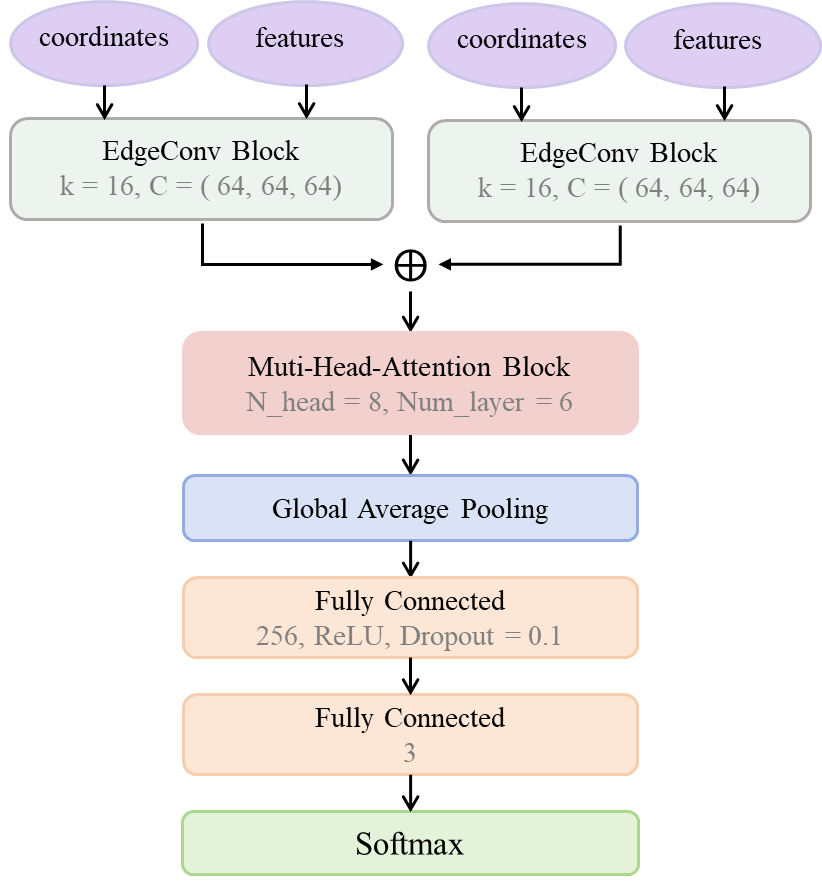 coordinates
features
coordinates
features
EdgeConv Block
k = 16, C = ( 64, 64, 64)
EdgeConv Block
k = 16, C = ( 64, 64, 64)
Muti-Head-Attention Block
N_head = 8, Num_layer = 6
Global Average Pooling
Fully Connected
256, ReLU, Dropout = 0.1
Fully Connected
3
Softmax